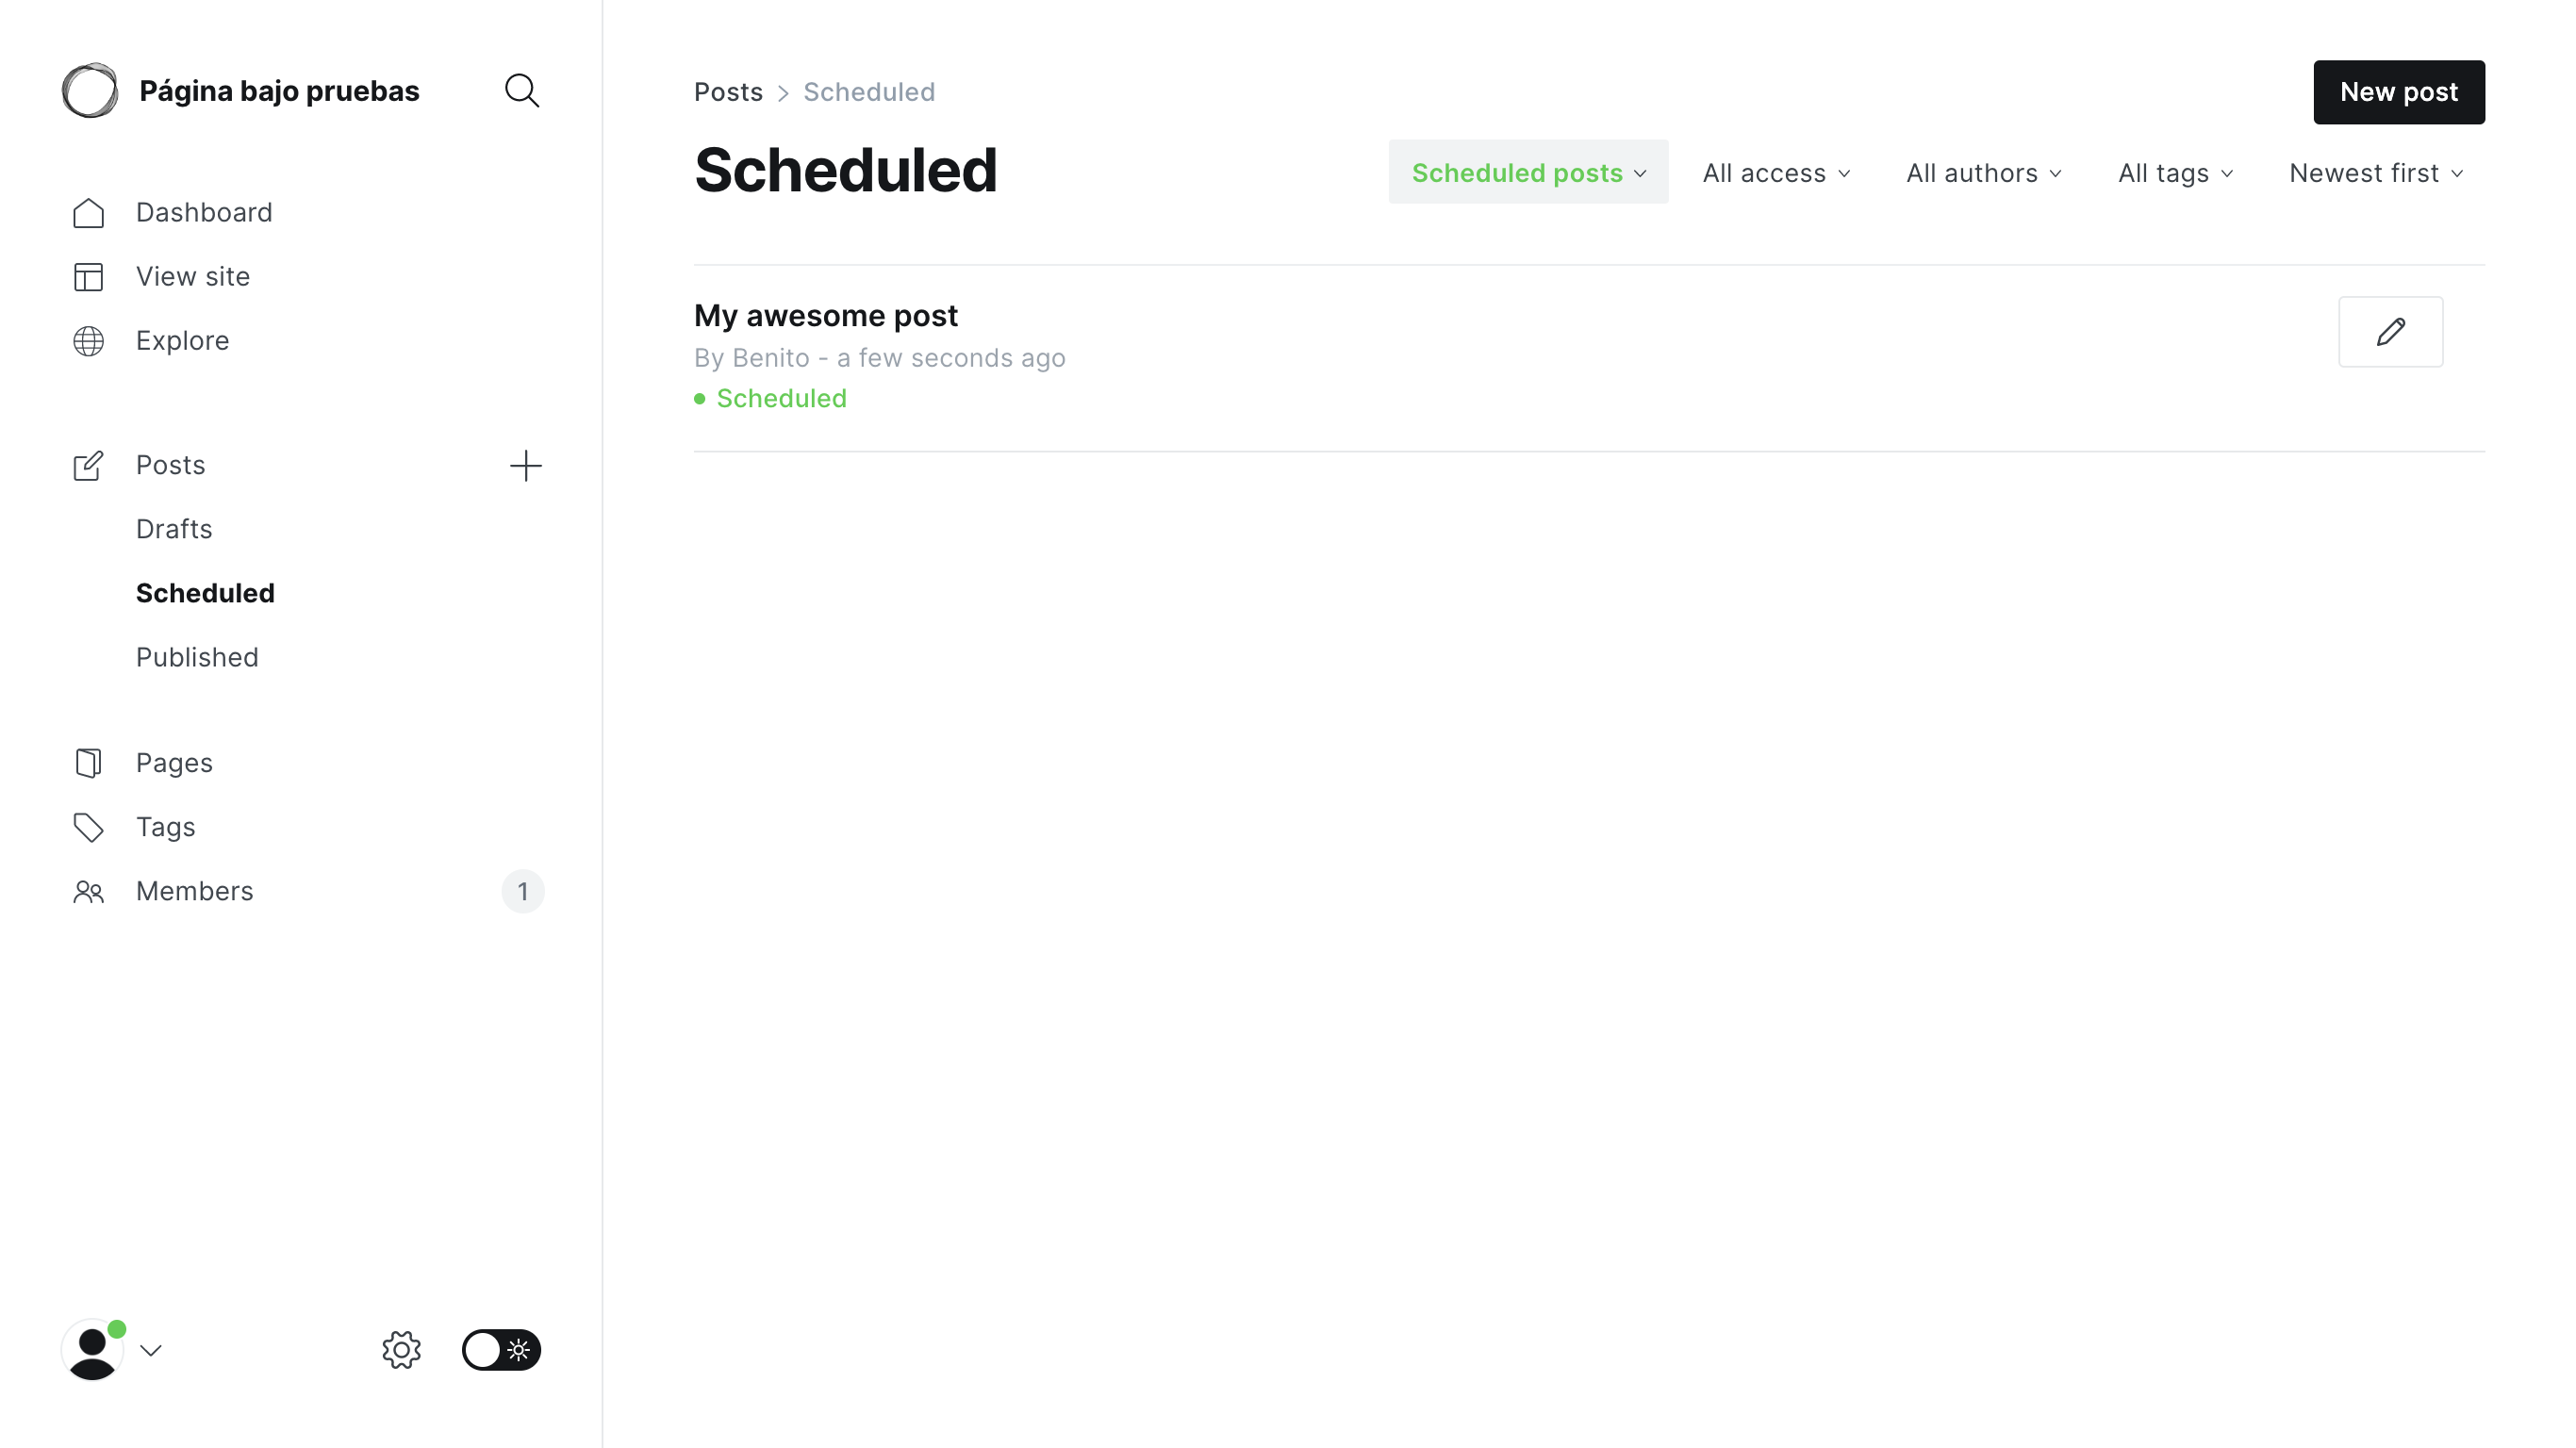 Página bajo pruebas
Dashboard
View site
Explore
Posts
Drafts
Scheduled
Published
Pages
Tags
Members 1
Posts > Scheduled
New post
Scheduled
Scheduled posts All access All authors All tags Newest first
My awesome post
By Benito - a few seconds ago
Scheduled